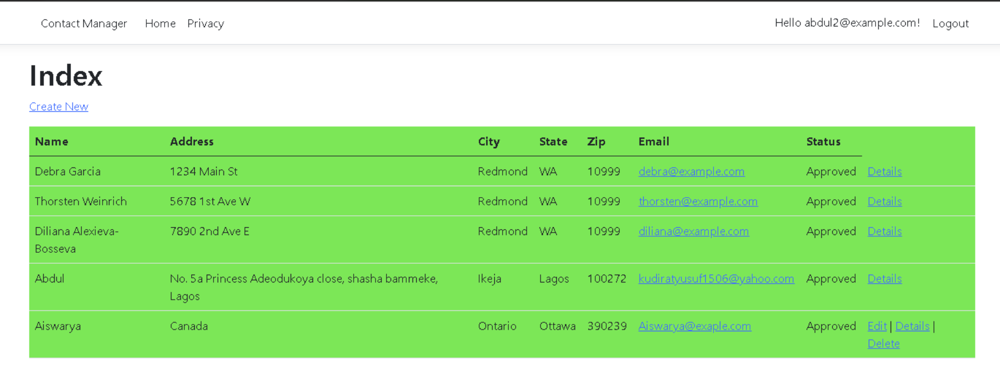 Contact Manager Home Privacy Hello abdul2@example.com! Logout
Index
Create New
Name Address City State Zip Email Status
Debra Garcia 1234 Main St Redmond WA 10999 debra@example.com Approved Details
Thorsten Weinrich 5678 1st Ave W Redmond WA 10999 thorsten@example.com Approved Details
Diliana Alexieva- 7890 2nd Ave E Redmond WA 10999 diliana@example.com Approved Details
Bosseva
Abdul No. 5a Princess Adeodukoya close, shasha bammeke, Ikeja Lagos 100272 kudiratyusuf1506@yahoo.com Approved Details
Lagos
Aiswarya Canada Ontario Ottawa 390239 Aiswarya@exaple.com Approved Edit | Details |
Delete